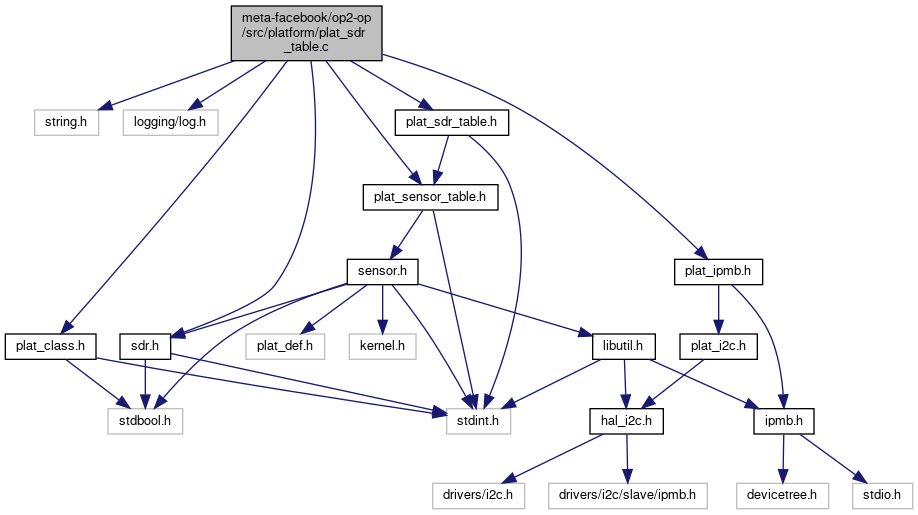 meta-facebook/op2-op
/src/platform/plat_sdr
_table.c
string.h
logging/log.h
plat_sdr_table.h
plat_sensor_table.h
sensor.h
plat_ipmb.h
plat_class.h
sdr.h
plat_def.h
kernel.h
libutil.h
plat_i2c.h
stdbool.h
stdint.h
hal_i2c.h
ipmb.h
drivers/i2c.h
drivers/i2c/slave/ipmb.h
devicetree.h
stdio.h